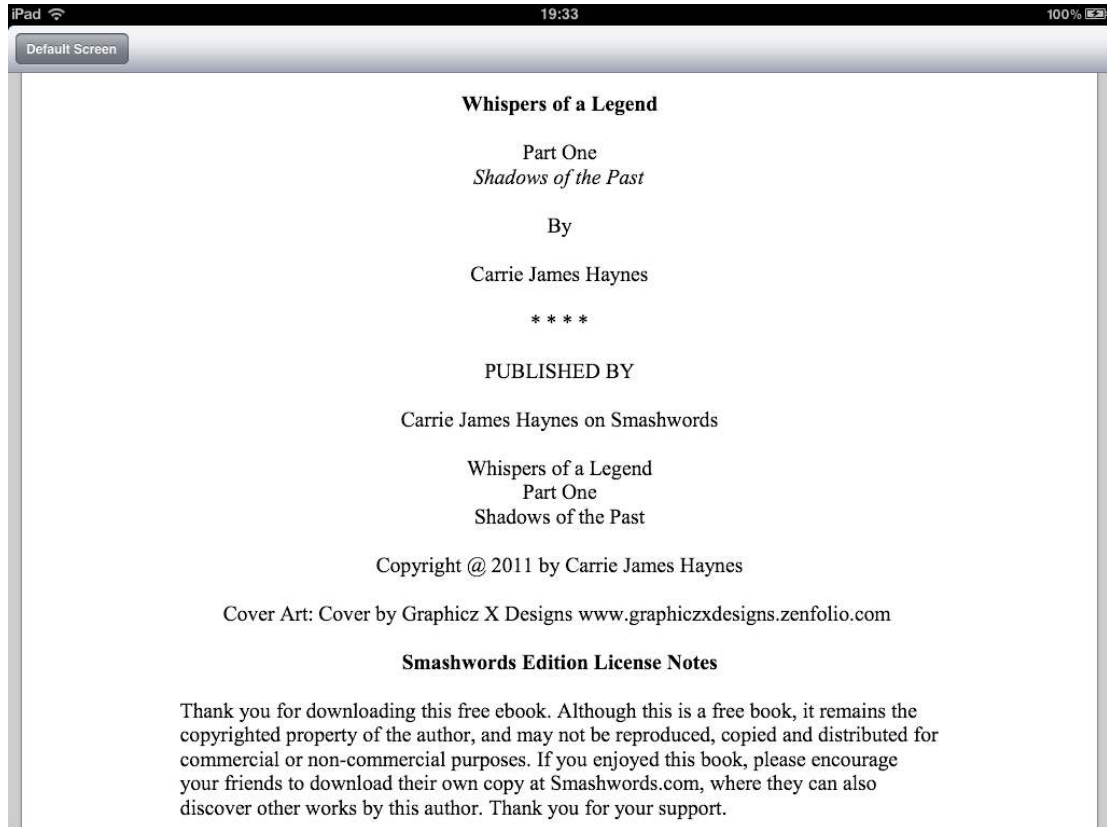 iPad 19:33 100%
Default Screen
Whispers of a Legend
Part One
Shadows of the Past
By
Carrie James Haynes
* * * *
PUBLISHED BY
Carrie James Haynes on Smashwords
Whispers of a Legend
Part One
Shadows of the Past
Copyright @ 2011 by Carrie James Haynes
Cover Art: Cover by Graphicz X Designs www.graphiczxdesigns.zenfolio.com
Smashwords Edition License Notes
Thank you for downloading this free ebook. Although this is a free book, it remains the
copyrighted property of the author, and may not be reproduced, copied and distributed for
commercial or non-commercial purposes. If you enjoyed this book, please encourage
your friends to download their own copy at Smashwords.com, where they can also
discover other works by this author. Thank you for your support.